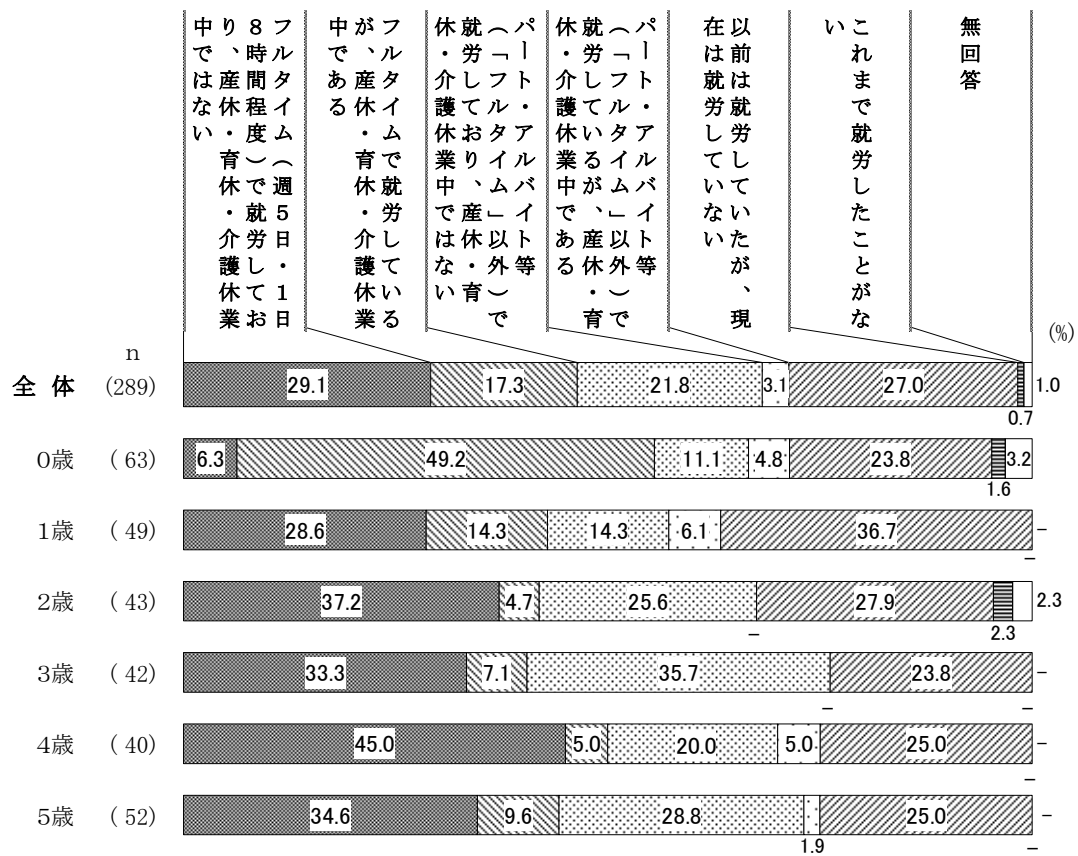 フルタイム（週５日・１日
８時間程度）で就労してお
り、産休・育休・介護休業
中ではない
フルタイムで就労している
が、産休・育休・介護休業
中である
パート・アルバイト等
（「フルタイム」以外）で
就労しており、産休・育
休・介護休業中ではない
パート・アルバイト等
（「フルタイム」以外）で
就労しているが、産休・育
休・介護休業中である
以前は就労していたが、現
在は就労していない
これまで就労したことがな
い
無回答
(%)
n
全 体 (289) 29.1 17.3 21.8 3.1 27.0 1.0
0.7
0歳 ( 63) 6.3 49.2 11.1 4.8 23.8 3.2
1.6
1歳 ( 49) 28.6 14.3 14.3 6.1 36.7 −
−
2歳 ( 43) 37.2 4.7 25.6 27.9 2.3
− 2.3
3歳 ( 42) 33.3 7.1 35.7 23.8 −
− −
4歳 ( 40) 45.0 5.0 20.0 5.0 25.0 −
−
5歳 ( 52) 34.6 9.6 28.8 25.0 −
1.9 −